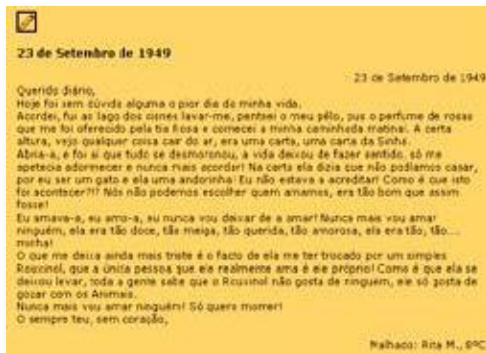 23 de Setembro de 1949
23 de Setembro de 1949
Querido diário,
Hoje foi sem dúvida alguma o pior dia da minha vida.
Acordei, fui ao lago dos cisnes lavar-me, penteei o meu pêlo, pus o perfume de rosas
que me foi oferecido pela tia Rosa e comecei a minha caminhada matinal. A certa
altura, vejo qualquer coisa cair do ar, era uma carta, uma carta da Sinhá.
Abria-a, e foi aí que tudo se desmoronou, a vida deixou de fazer sentido, só me
apetecia adormecer e nunca mais acordar! Na carta ela dizia que não podíamos casar,
por eu ser um gato e ela uma andorinha! Eu não estava a acreditar! Como é que isto
foi acontecer?!? Nós não podemos escolher quem amamos, era tão bom que assim
fosse!
Eu amava-a, eu amo-a, eu nunca vou deixar de a amar! Nunca mais vou amar
ninguém, ela era tão doce, tão meiga, tão querida, tão amorosa, ela era tão, tão....
minha!
O que me deixa ainda mais triste é o facto de ela me ter trocado por um simples
Rouxinol, que a única pessoa que ele realmente ama é ele próprio! Como é que ela se
deixou levar, toda a gente sabe que o Rouxinol não gosta de ninguém, ele só gosta de
gozar com os Animais.
Nunca mais vou amar ninguém! Só quero morrer!
O sempre teu, sem coração,
Malhado: Rita M., 8ºC